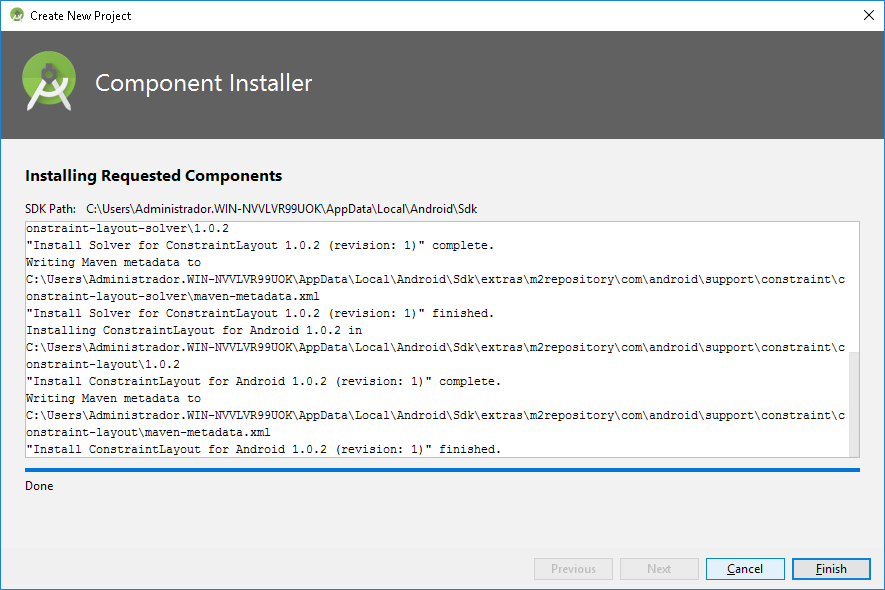 Create New Project
Component Installer
Installing Requested Components
SDK Path: C:\Users\Administrador.WIN-NVVLVR99UOK\AppData\Local\Android\Sdk
onstraint-layout-solver\1.0.2
"Install Solver for ConstraintLayout 1.0.2 (revision: 1)" complete.
Writing Maven metadata to
C:\Users\Administrador.WIN-NVVLVR99UOK\AppData\Local\Android\Sdk\extras\m2repository\com\android\support\constraint\c
onstraint-layout-solver\maven-metadata.xml
"Install Solver for ConstraintLayout 1.0.2 (revision: 1)" finished.
Installing ConstraintLayout for Android 1.0.2 in
C:\Users\Administrador.WIN-NVVLVR99UOK\AppData\Local\Android\Sdk\extras\m2repository\com\android\support\constraint\c
onstraint-layout\1.0.2
"Install ConstraintLayout for Android 1.0.2 (revision: 1)" complete.
Writing Maven metadata to
C:\Users\Administrador.WIN-NVVLVR99UOK\AppData\Local\Android\Sdk\extras\m2repository\com\android\support\constraint\c
onstraint-layout\maven-metadata.xml
"Install ConstraintLayout for Android 1.0.2 (revision: 1)" finished.
Done
Previous Next Cancel Finish